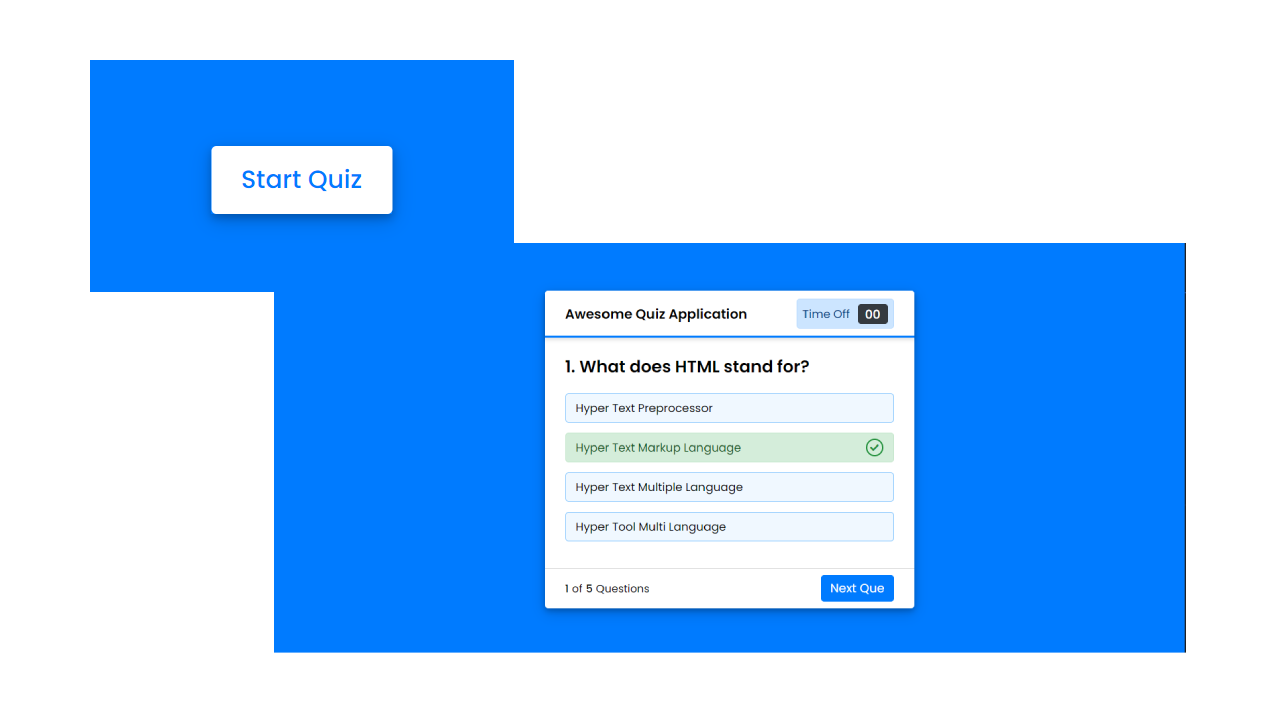 Start Quiz
Awesome Quiz Application
Time Off 00
1. What does HTML stand for?
Hyper Text Preprocessor
Hyper Text Markup Language
Hyper Text Multiple Language
Hyper Tool Multi Language
1 of 5 Questions
Next Que